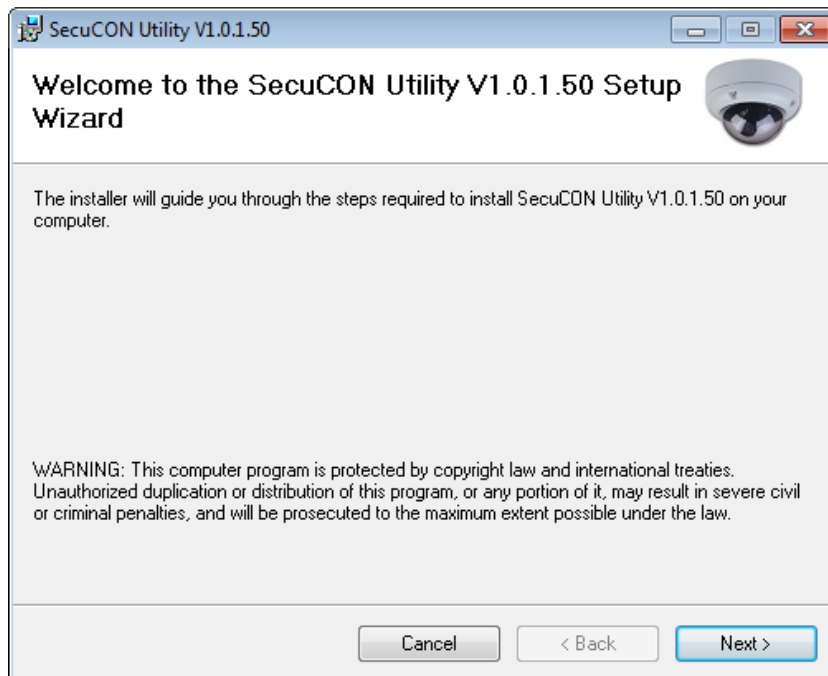 SecuCON Utility V1.0.1.50
Welcome to the SecuCON Utility V1.0.1.50 Setup
Wizard
The installer will guide you through the steps required to install SecuCON Utility V1.0.1.50 on your
computer.
WARNING: This computer program is protected by copyright law and international treaties.
Unauthorized duplication or distribution of this program, or any portion of it, may result in severe civil
or criminal penalties, and will be prosecuted to the maximum extent possible under the law.
Cancel
< Back
Next >